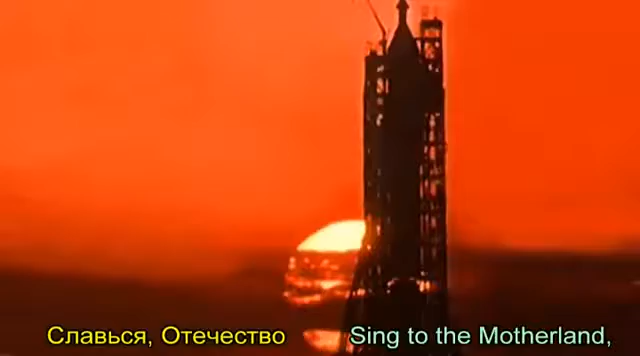 Славься, Отечество
Sing to the Motherland,